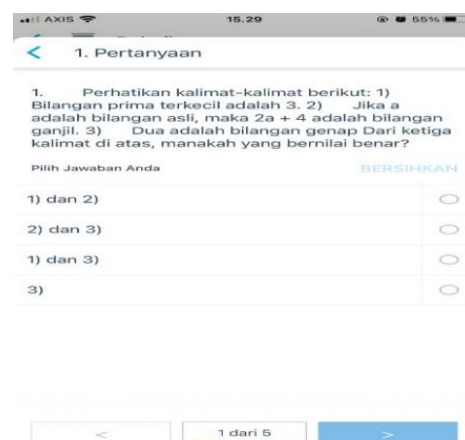 AXIS 15.29 55%
1. Pertanyaan
1. Perhatikan kalimat-kalimat berikut: 1)
Bilangan prima terkecil adalah 3. 2) Jika a
adalah bilangan asli, maka 2a + 4 adalah bilangan
ganjil. 3) Dua adalah bilangan genap Dari ketiga
kalimat di atas, manakah yang bernilai benar?
Pilih Jawaban Anda BERSIHKAN
1) dan 2)
2) dan 3)
1) dan 3)
3)
< 1 dari 5 >